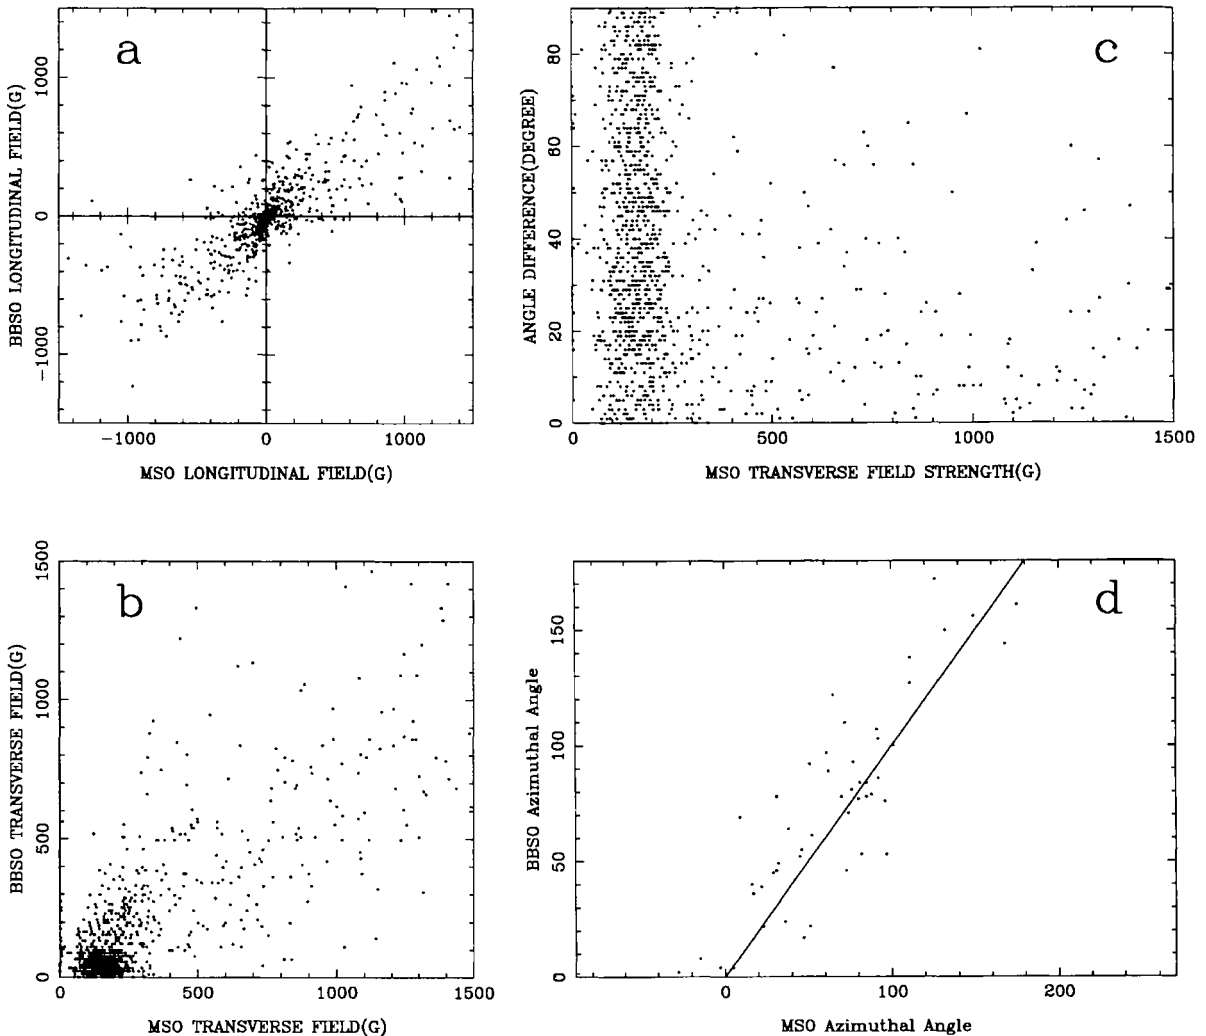 a
BBSO LONGITUDINAL FIELD(G)
1000
0
−1000
−1000
0
1000
MSO LONGITUDINAL FIELD(G)
c
ANGLE DIFFERENCE(DEGREE)
80
60
40
20
0
0
500
1000
1500
MSO TRANSVERSE FIELD STRENGTH(G)
b
BBSO TRANSVERSE FIELD(G)
1500
1000
500
0
0
500
1000
1500
MSO TRANSVERSE FIELD(G)
d
BBSO Azimuthal Angle
150
100
50
0
0
100
200
MSO Azimuthal Angle